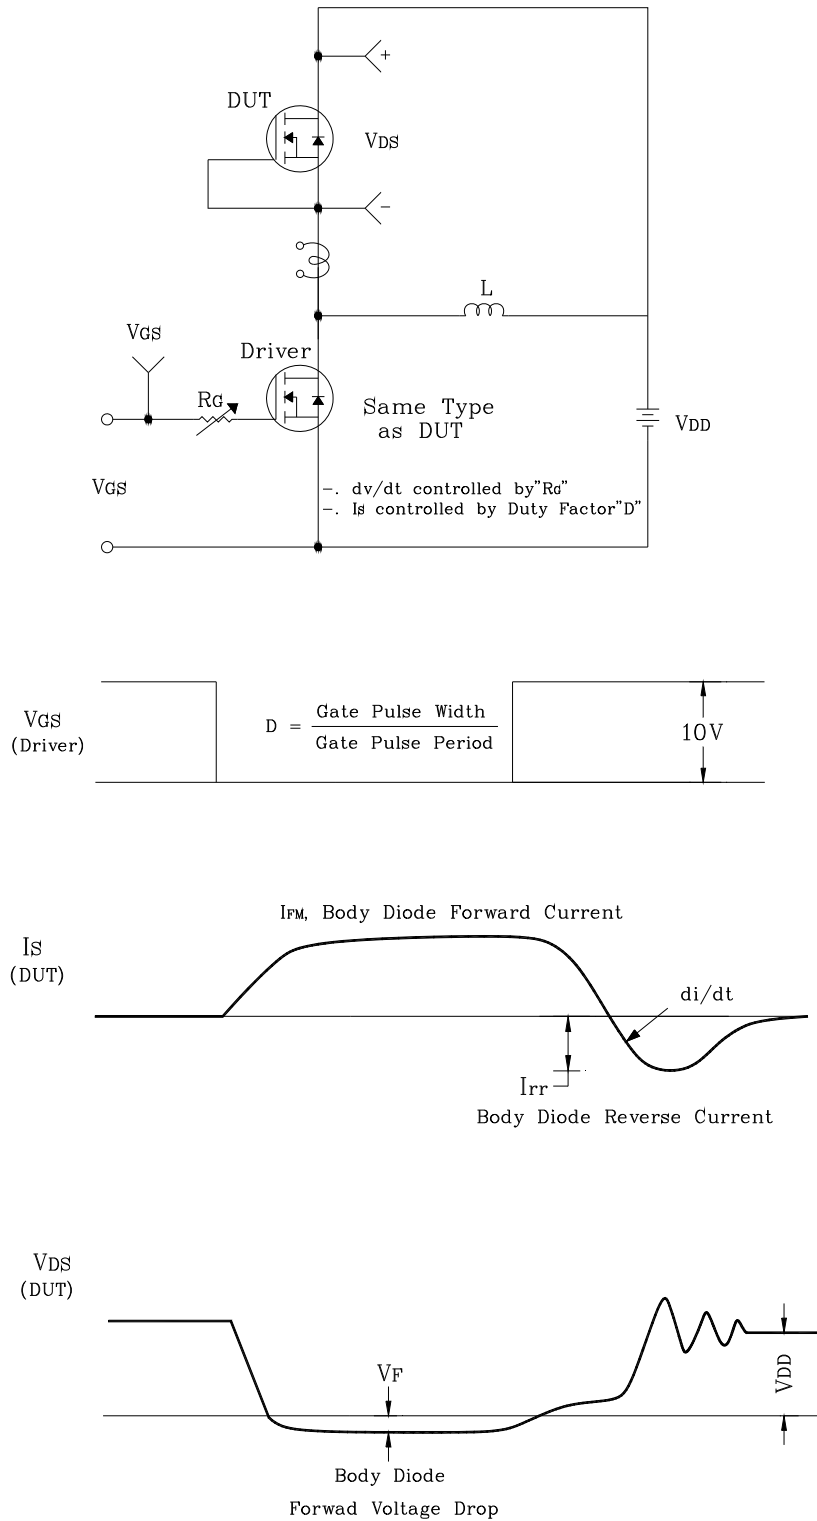 +
DUT
VDS
−
L
VGS
Driver
RG
Same Type
as DUT
VDD
VGS
−. dv/dt controlled by"RG"
−. IS controlled by Duty Factor"D"
VGS
(Driver)
D = Gate Pulse Width
Gate Pulse Period
10V
IFM, Body Diode Forward Current
IS
(DUT)
di/dt
Irr
Body Diode Reverse Current
VDS
(DUT)
VF
VDD
Body Diode
Forwad Voltage Drop